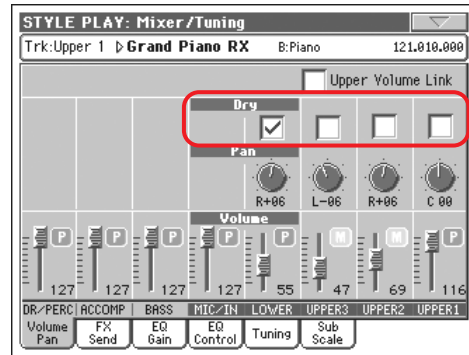 STYLE PLAY: Mixer/Tuning
Trk:Upper 1 ▷Grand Piano RX B:Piano 121.010.000
Upper Volume Link
Dry
Pan
R+06 L-06 R+06 C 00
Volume
P P P P M M P
127 127 127 55 47 69 116
DR/PERC ACCOMP BASS MIC/IN LOWER UPPER3 UPPER2 UPPER1
Volume Pan FX Send EQ Gain EQ Control Tuning Sub Scale